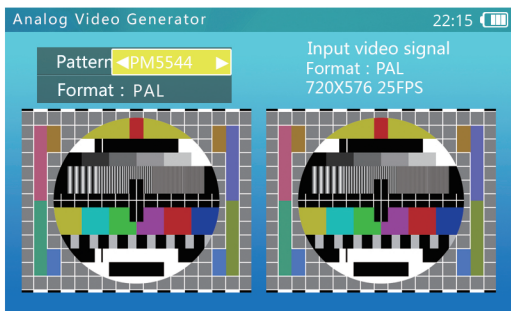 Analog Video Generator 22:15
Pattern PM5544
Format : PAL
Input video signal
Format : PAL
720X576 25FPS